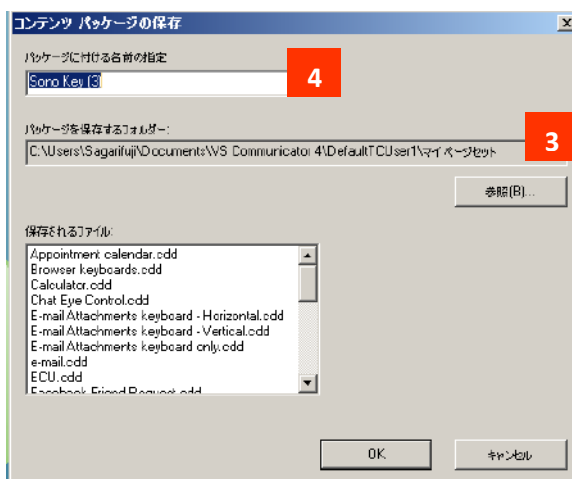 コンテンツ パッケージの保存
パッケージに付ける名前の指定
Sono Key (3)
4
パッケージを保存するフォルダー:
3
C:\Users\Sagarifuji\Documents\VS Communicator 4\DefaultTCUser1\マイ ページセット
参照(B)...
保存されるファイル:
Appointment calendar.cdd
Browser keyboards.cdd
Calculator.cdd
Chat Eye Control.cdd
E-mail Attachments keyboard - Horizontal.cdd
E-mail Attachments keyboard - Vertical.cdd
E-mail Attachments keyboard only.cdd
e-mail.cdd
ECU.cdd
Facebook Friend Request.cdd
OK
キャンセル